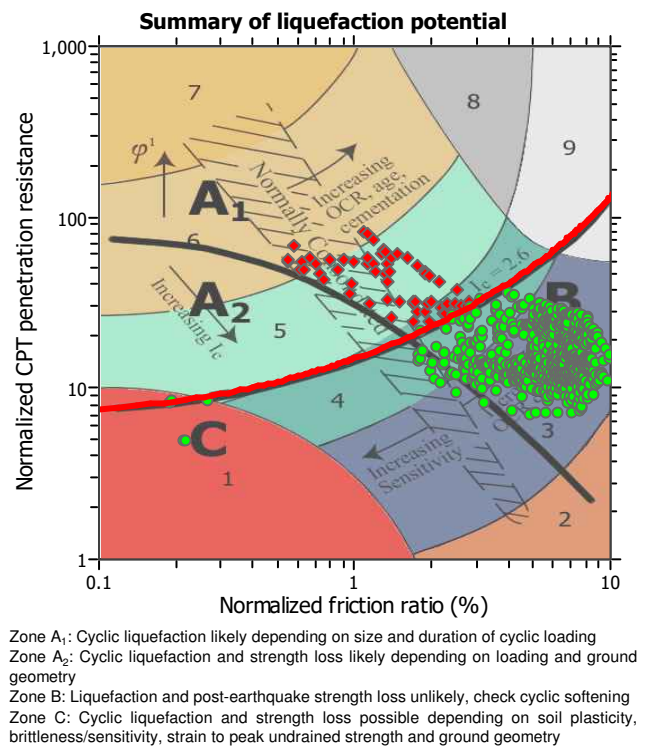 Summary of liquefaction potential
1,000
100
10
1
Normalized CPT penetration resistance
7
8
9
φ¹
A₁
Normally Consolidated
Increasing
OCR, age,
cementation
6
A₂
Increasing Ic
5
Ic = 2.6
B
4
3
Increasing
Sensitivity
C
1
2
0.1
1
10
Normalized friction ratio (%)
Zone A₁: Cyclic liquefaction likely depending on size and duration of cyclic loading
Zone A₂: Cyclic liquefaction and strength loss likely depending on loading and ground
geometry
Zone B: Liquefaction and post-earthquake strength loss unlikely, check cyclic softening
Zone C: Cyclic liquefaction and strength loss possible depending on soil plasticity,
brittleness/sensitivity, strain to peak undrained strength and ground geometry